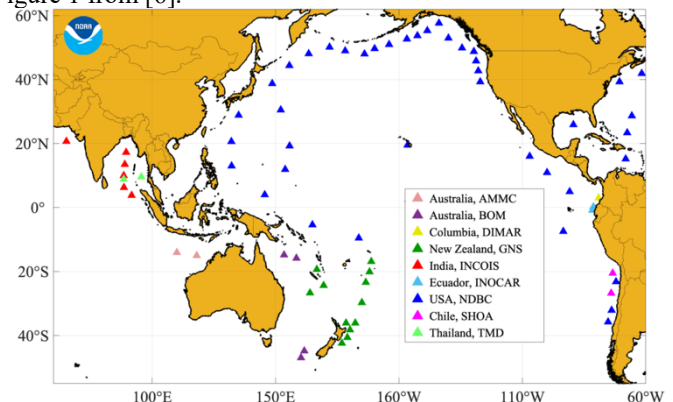 igure 1 from [6].
NOAA
60°N
40°N
20°N
0°
20°S
40°S
100°E
150°E
160°W
110°W
60°W
Australia, AMMC
Australia, BOM
Columbia, DIMAR
New Zealand, GNS
India, INCOIS
Ecuador, INOCAR
USA, NDBC
Chile, SHOA
Thailand, TMD